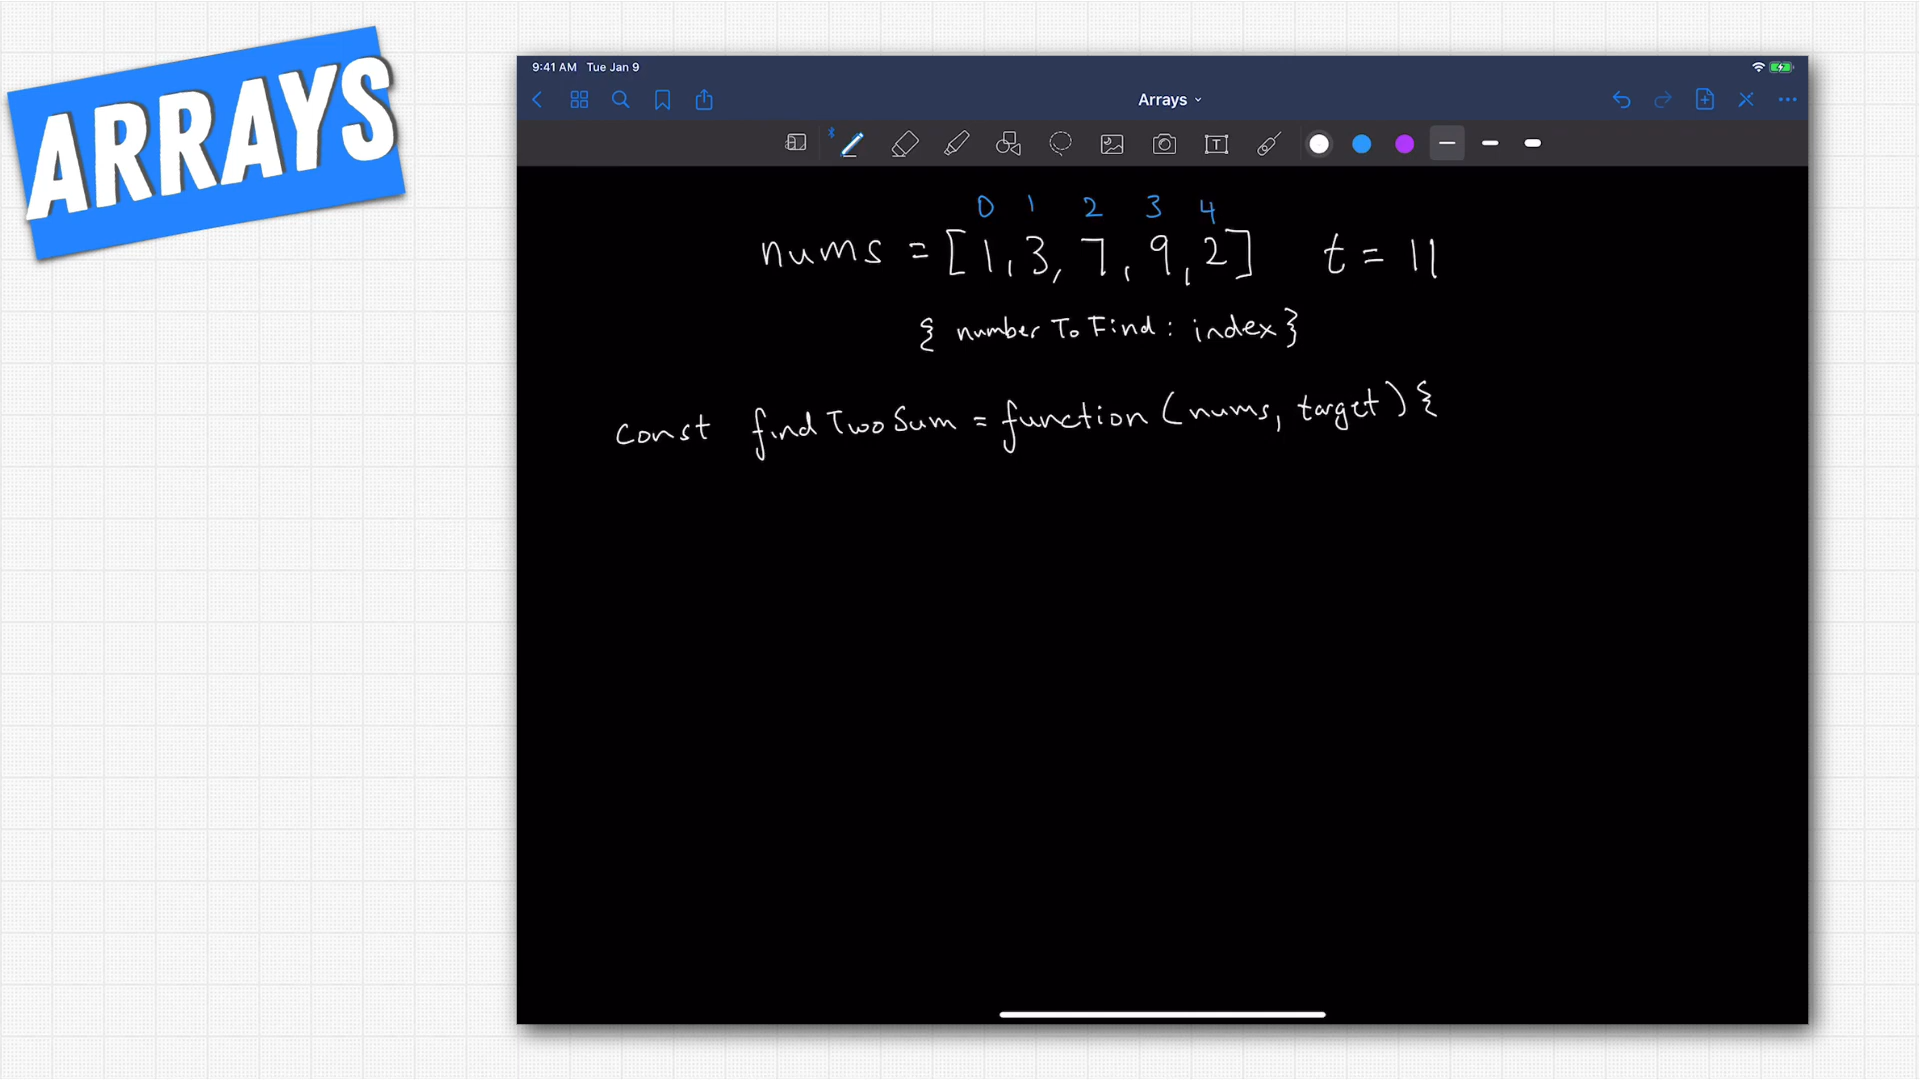 ARRAYS
9:41 AM Tue Jan 9
Arrays
T
0 1 2 3 4
nums = [1, 3, 7, 9, 2] t = 11
{ numberToFind: index }
const findTwoSum = function (nums, target) {